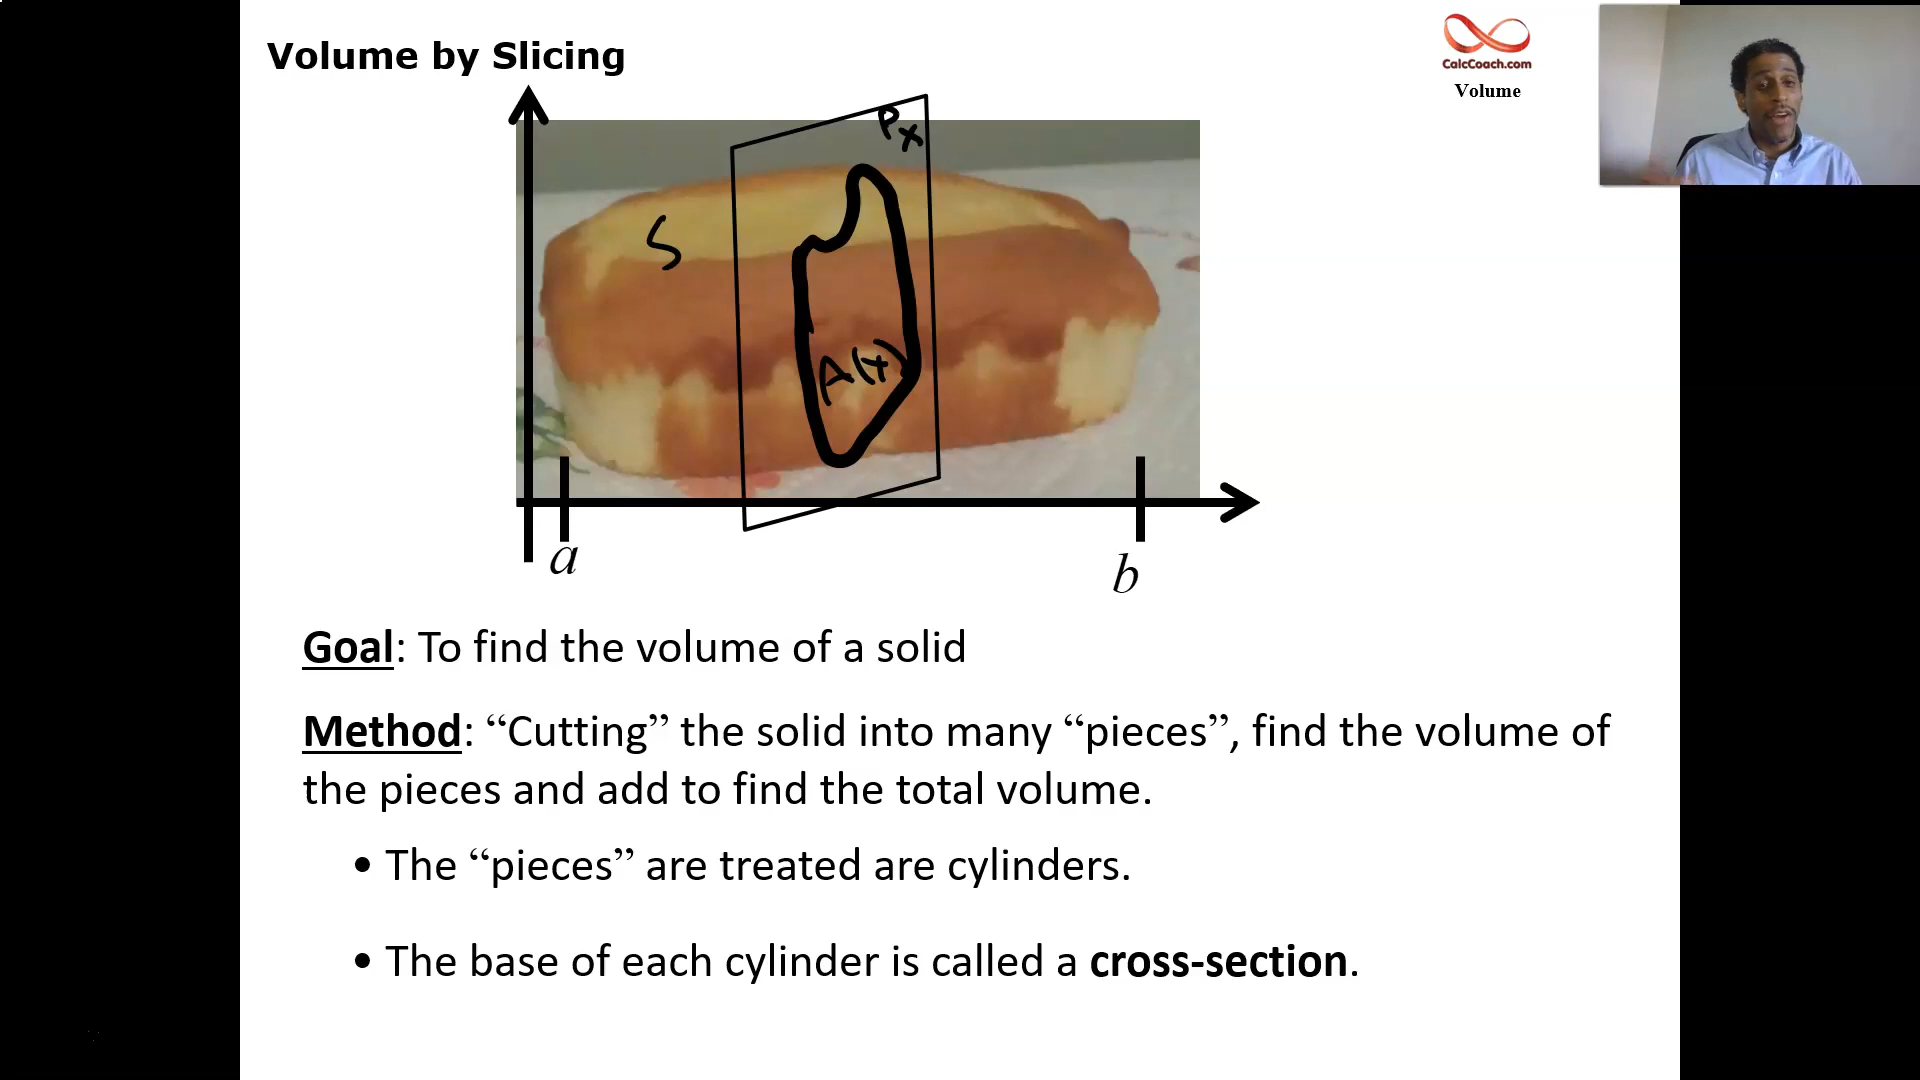 Volume by Slicing
CalcCoach.com
Volume
Px
S
A(x)
a
b
Goal: To find the volume of a solid
Method: “Cutting” the solid into many “pieces”, find the volume of
the pieces and add to find the total volume.
• The “pieces” are treated are cylinders.
• The base of each cylinder is called a cross-section.